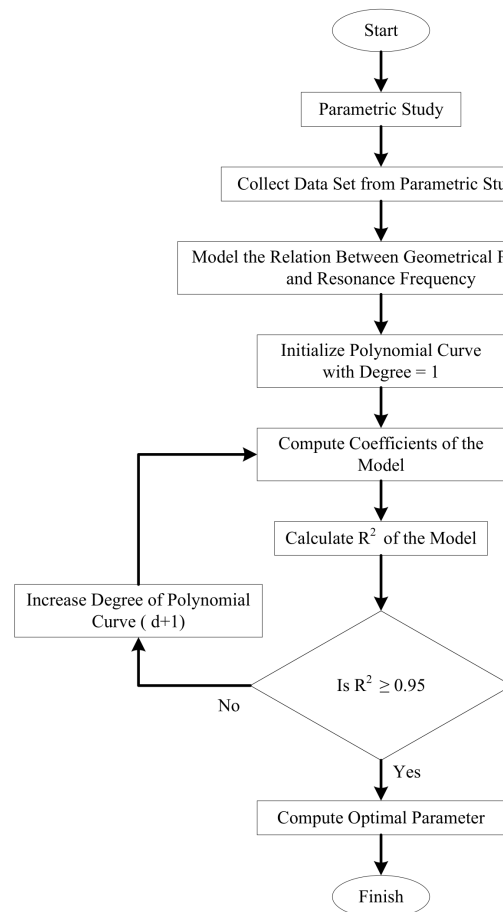 Start
Parametric Study
Collect Data Set from Parametric
Model the Relation Between Geometrical
and Resonance Frequency
Initialize Polynomial Curve
with Degree = 1
Compute Coefficients of the
Model
Calculate R² of the Model
Increase Degree of Polynomial
Curve ( d+1)
Is R² ≥ 0.95
No
Yes
Compute Optimal Parameter
Finish